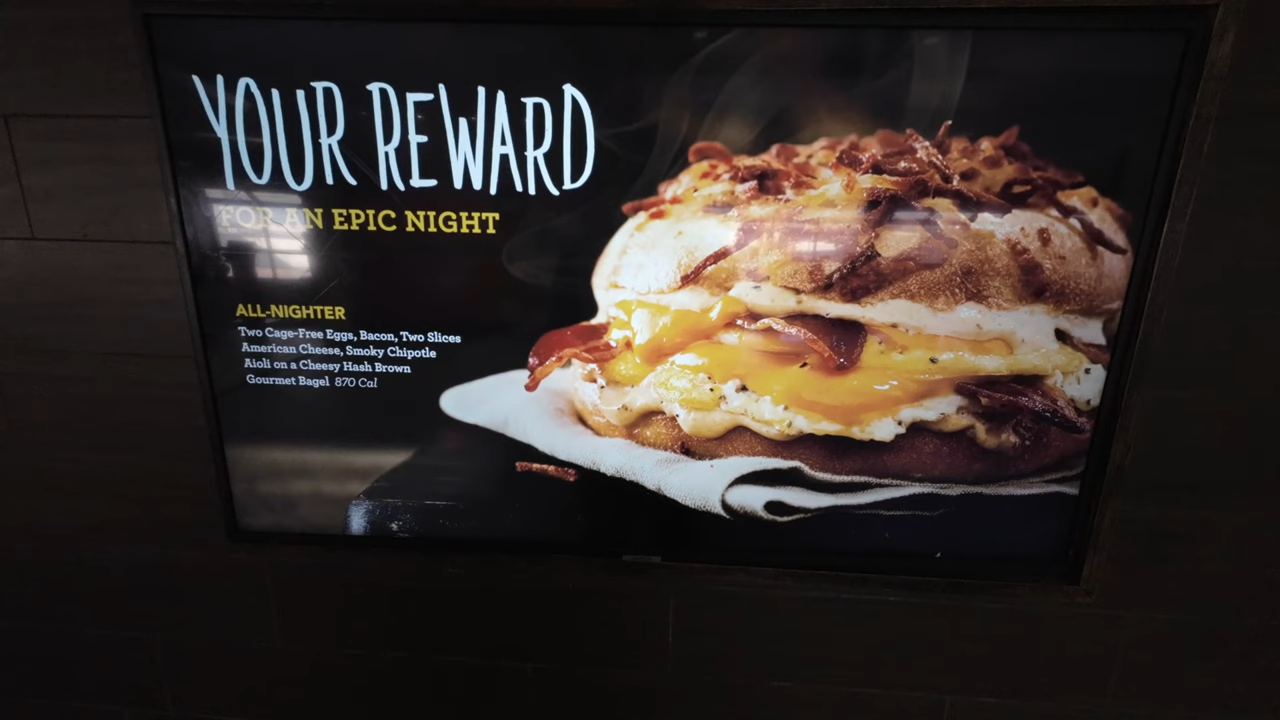 YOUR REWARD
FOR AN EPIC NIGHT
ALL-NIGHTER
Two Cage-Free Eggs, Bacon, Two Slices
American Cheese, Smoky Chipotle
Aioli on a Cheesy Hash Brown
Gourmet Bagel 870 Cal